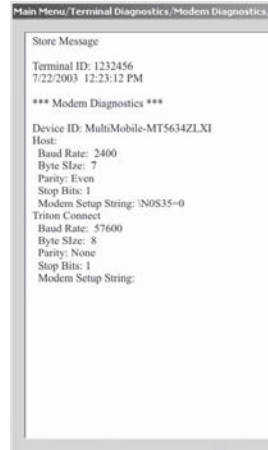 Main Menu/Terminal Diagnostics/Modem Diagnostics
Store Message
Terminal ID: 1232456
7/22/2003 12:23:12 PM
*** Modem Diagnostics ***
Device ID: MultiMobile-MT5634ZLXI
Host:
Baud Rate: 2400
Byte SIze: 7
Parity: Even
Stop Bits: 1
Modem Setup String: \N0S35=0
Triton Connect
Baud Rate: 57600
Byte SIze: 8
Parity: None
Stop Bits: 1
Modem Setup String: